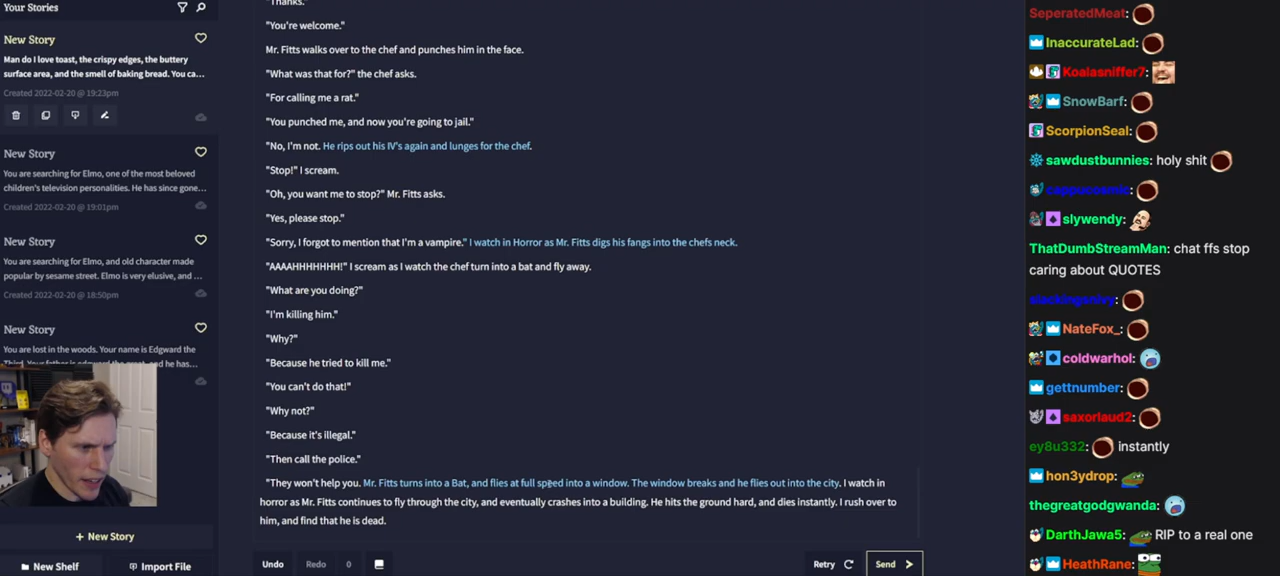 Your Stories
New Story
Man do I love toast, the crispy edges, the buttery
surface area, and the smell of baking bread. You ca...
Created 2022-02-20 @ 19:23pm
New Story
You are searching for Elmo, one of the most beloved
children's television personalities. He has since gone...
Created 2022-02-20 @ 19:01pm
New Story
You are searching for Elmo, and old character made
popular by sesame street. Elmo is very elusive, and ...
Created 2022-02-20 @ 18:50pm
New Story
You are lost in the woods. Your name is Edgward the
+ New Story
New Shelf
Import File
"Thanks."
"You're welcome."
Mr. Fitts walks over to the chef and punches him in the face.
"What was that for?" the chef asks.
"For calling me a rat."
"You punched me, and now you're going to jail."
"No, I'm not. He rips out his IV's again and lunges for the chef.
"Stop!" I scream.
"Oh, you want me to stop?" Mr. Fitts asks.
"Yes, please stop."
"Sorry, I forgot to mention that I'm a vampire." I watch in Horror as Mr. Fitts digs his fangs into the chefs neck.
"AAAAHHHHHHH!" I scream as I watch the chef turn into a bat and fly away.
"What are you doing?"
"I'm killing him."
"Why?"
"Because he tried to kill me."
"You can't do that!"
"Why not?"
"Because it's illegal."
"Then call the police."
"They won't help you. Mr. Fitts turns into a Bat, and flies at full speed into a window. The window breaks and he flies out into the city. I watch in
horror as Mr. Fitts continues to fly through the city, and eventually crashes into a building. He hits the ground hard, and dies instantly. I rush over to
him, and find that he is dead.
Undo
Redo
0
Retry
Send
SeperatedMeat:
InaccurateLad:
Koalasniffer7:
SnowBarf:
ScorpionSeal:
sawdustbunnies: holy shit
cappucosmic:
slywendy:
ThatDumbStreamMan: chat ffs stop
caring about QUOTES
NateFox_:
coldwarhol:
gettnumber:
saxorlaud2:
ey8u332: instantly
hon3ydrop:
thegreatgodgwanda:
DarthJawa5: RIP to a real one
HeathRane: